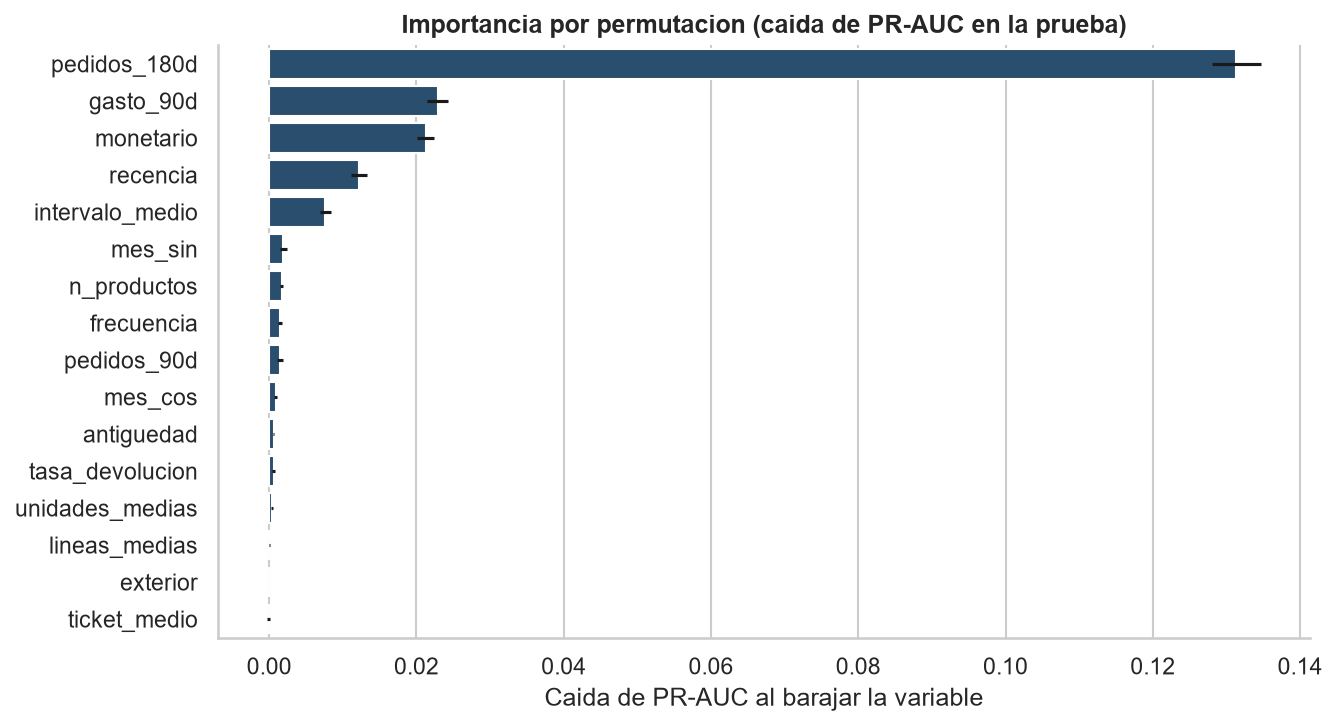 Importancia por permutacion (caida de PR-AUC en la prueba)
pedidos_180d
gasto_90d
monetario
recencia
intervalo_medio
mes_sin
n_productos
frecuencia
pedidos_90d
mes_cos
antiguedad
tasa_devolucion
unidades_medias
lineas_medias
exterior
ticket_medio
0.00 0.02 0.04 0.06 0.08 0.10 0.12 0.14
Caida de PR-AUC al barajar la variable